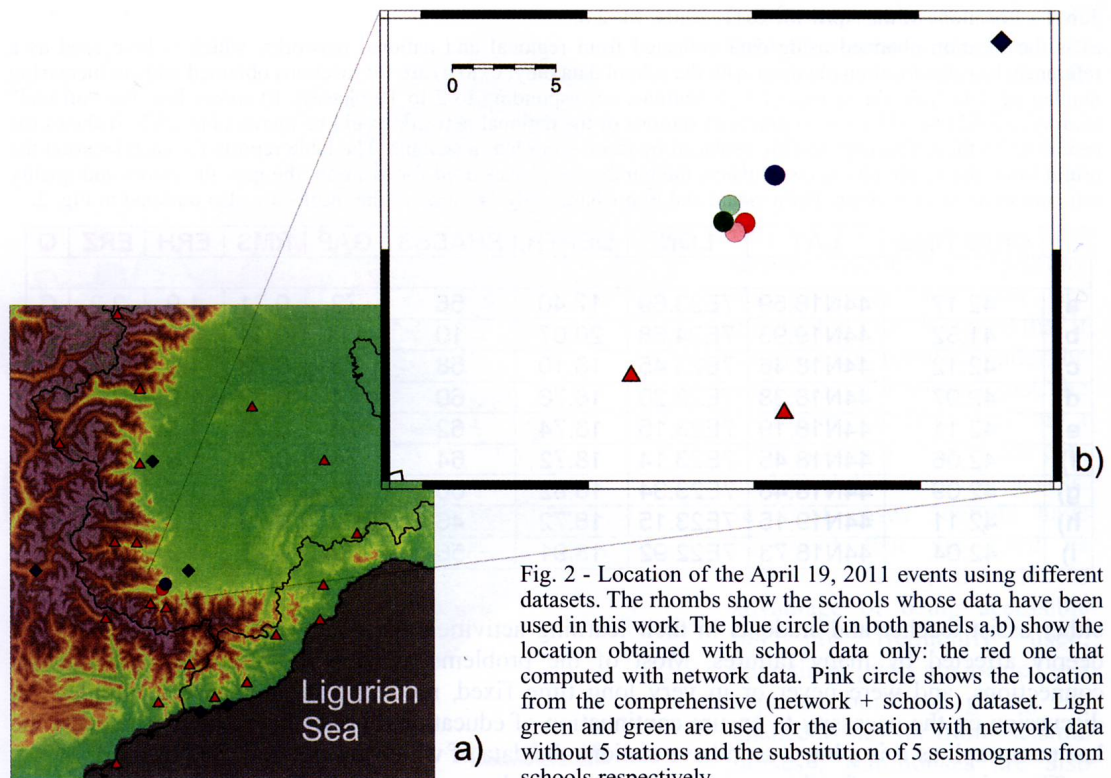 0 5
b)
Ligurian
Sea
a)
Fig. 2 - Location of the April 19, 2011 events using different
datasets. The rhombs show the schools whose data have been
used in this work. The blue circle (in both panels a,b) show the
location obtained with school data only: the red one that
computed with network data. Pink circle shows the location
from the comprehensive (network + schools) dataset. Light
green and green are used for the location with network data
without 5 stations and the substitution of 5 seismograms from
schools respectively.